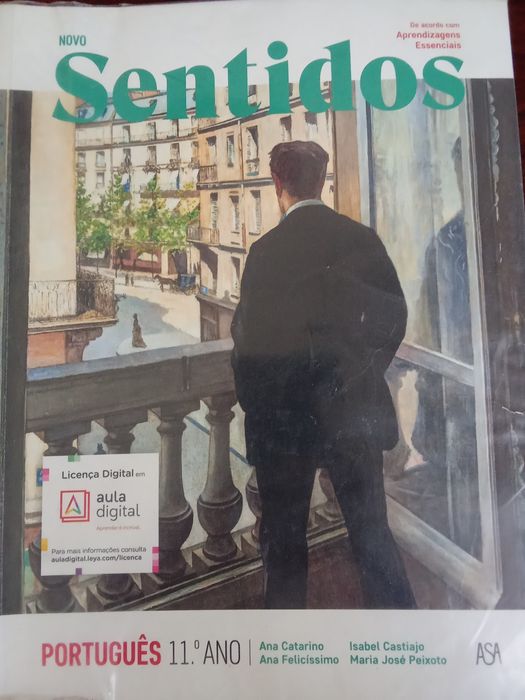 NOVO
De acordo com
Aprendizagens
Essenciais
Sentidos
Licença Digital em
aula
digital
Aprender é incrível.
Para mais informações consulta
auladigital.leya.com/licenca
PORTUGUÊS 11.º ANO
Ana Catarino
Ana Felicíssimo
Isabel Castiajo
Maria José Peixoto
ASA